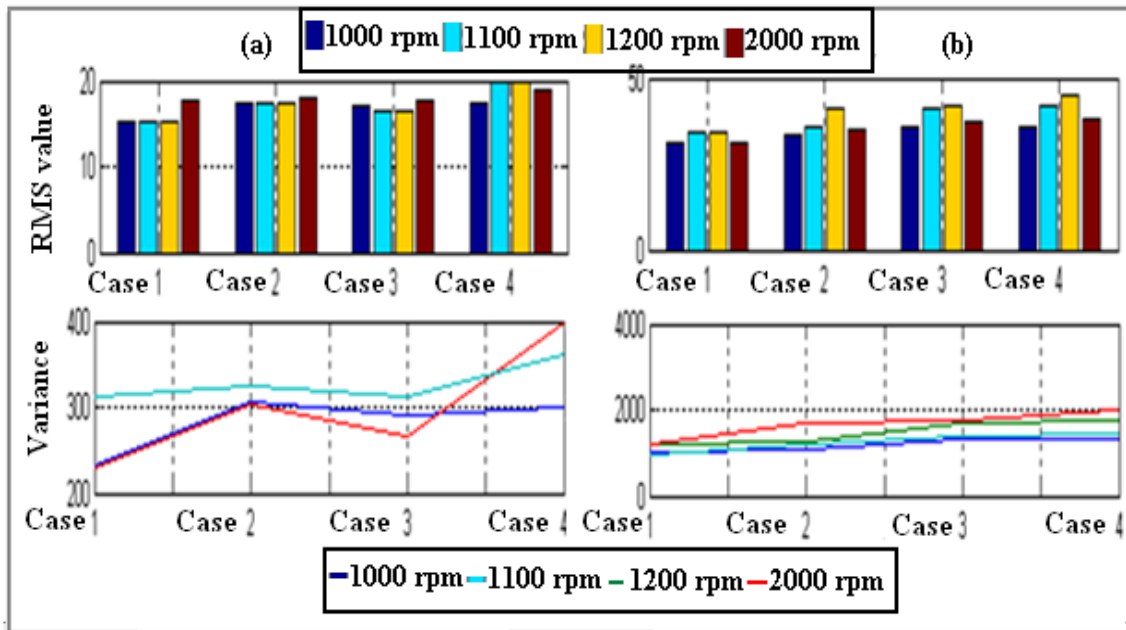 (a) 1000 rpm 1100 rpm 1200 rpm 2000 rpm (b)
RMS value
20
10
0
Case 1 Case 2 Case 3 Case 4
50
0
Case 1 Case 2 Case 3 Case 4
Variance
400
300
200
Case 1 Case 2 Case 3 Case 4
4000
2000
0
Case 1 Case 2 Case 3 Case 4
1000 rpm 1100 rpm 1200 rpm 2000 rpm